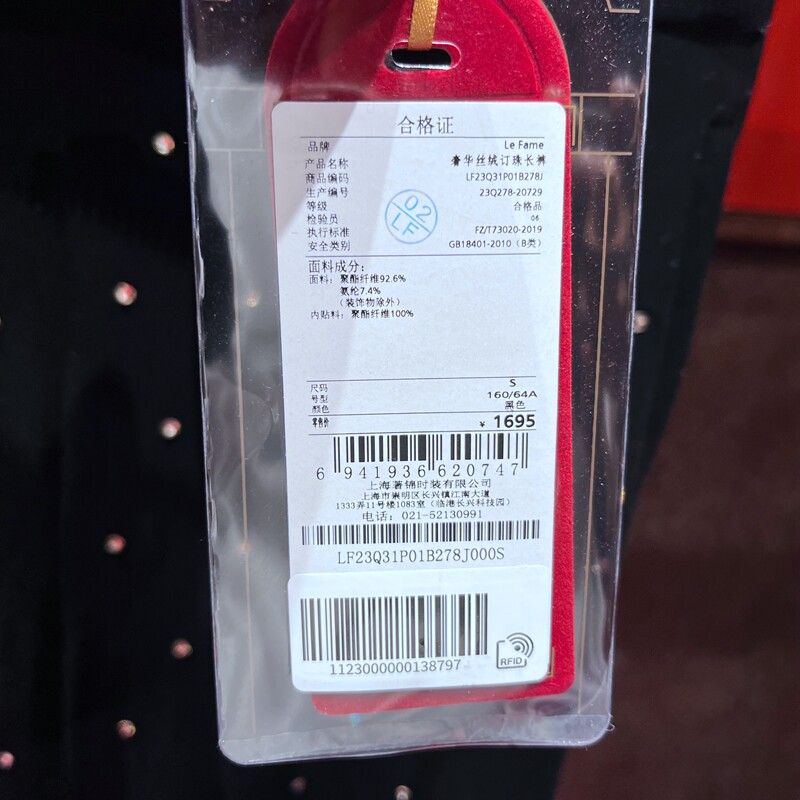 合格证
品牌 Le Fame
产品名称 奢华丝绒订珠长裤
商品编码 LF23Q31P01B278J
生产编号 23Q278-20729
等级 合格品
检验员 06
执行标准 FZ/T73020-2019
安全类别 GB18401-2010（B类）
02
LF
面料成分：
面料：聚酯纤维92.6%
氨纶7.4%
（装饰物除外）
内贴料：聚酯纤维100%
尺码 S
号型 160/64A
颜色 黑色
零售价 ¥ 1695
6 941936 620747
上海著锦时装有限公司
上海市崇明区长兴镇江南大道
1333弄11号楼1083室（临港长兴科技园）
电话：021-52130991
LF23Q31P01B278J000S
1123000000138797
RFID